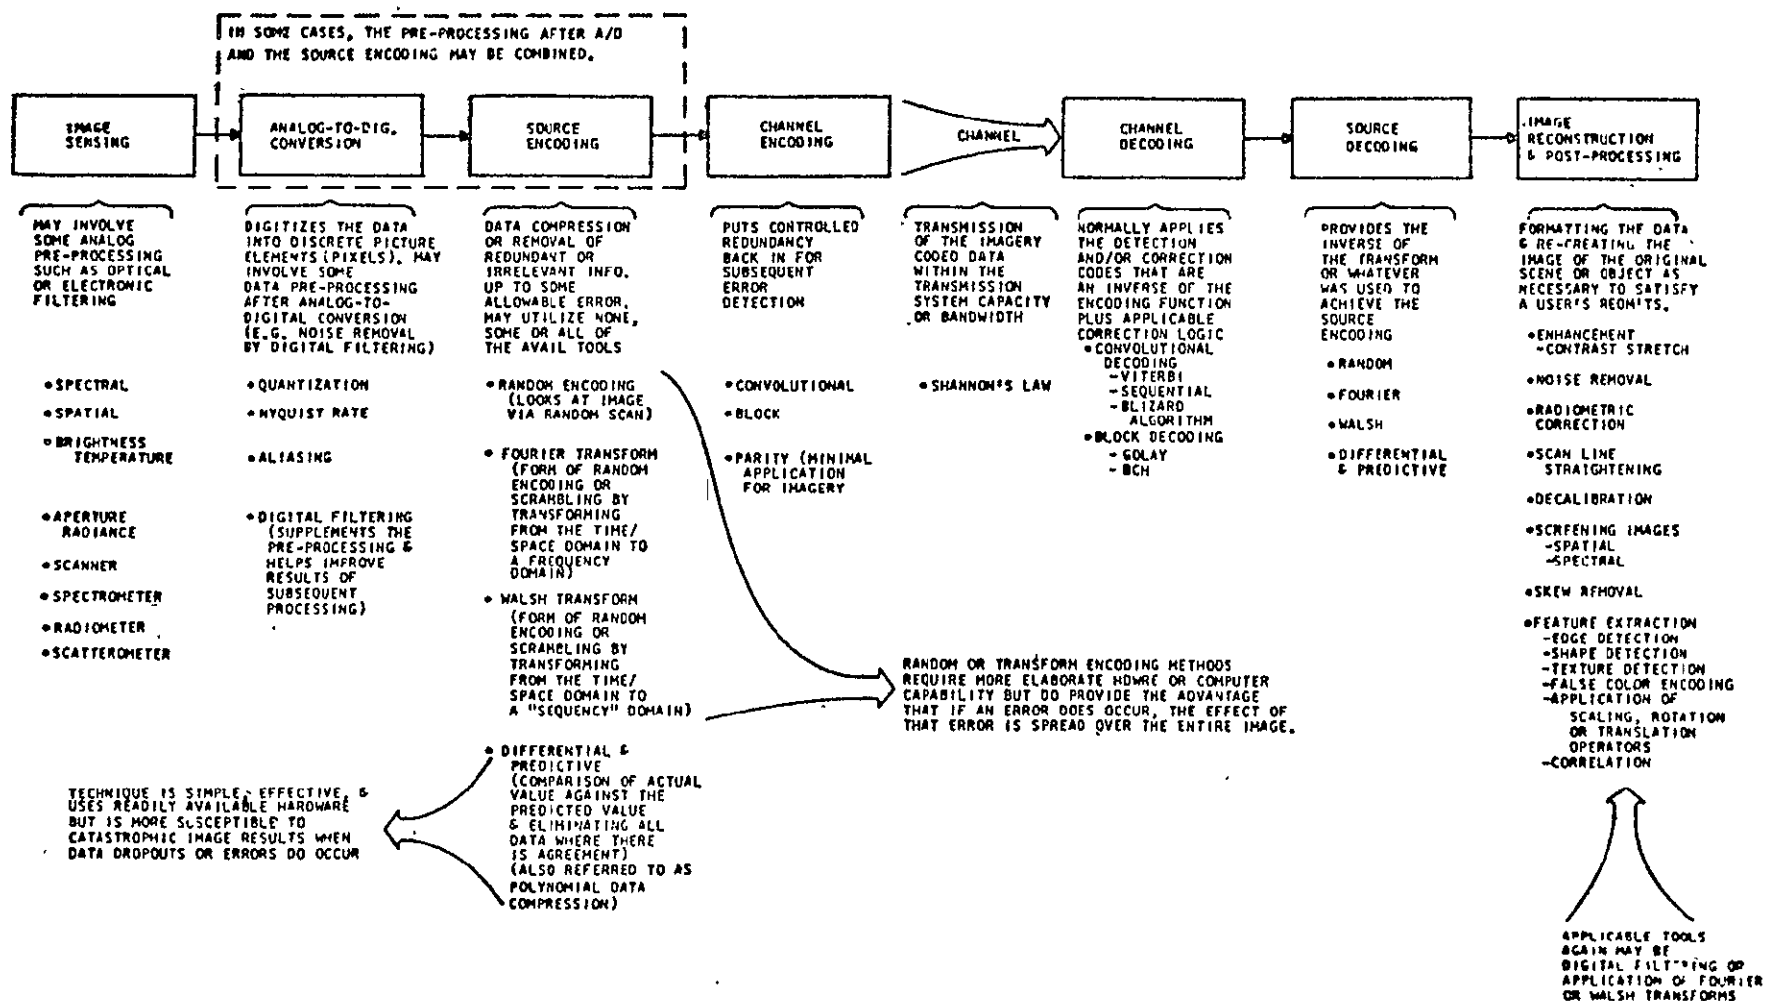 IN SOME CASES, THE PRE-PROCESSING AFTER A/D
AND THE SOURCE ENCODING MAY BE COMBINED.
IMAGE
SENSING
ANALOG-TO-DIG.
CONVERSION
SOURCE
ENCODING
CHANNEL
ENCODING
CHANNEL
CHANNEL
DECODING
SOURCE
DECODING
IMAGE
RECONSTRUCTION
& POST-PROCESSING
MAY INVOLVE
SOME ANALOG
PRE-PROCESSING
SUCH AS OPTICAL
OR ELECTRONIC
FILTERING
•SPECTRAL
•SPATIAL
•BRIGHTNESS
TEMPERATURE
•APERTURE
RADIANCE
•SCANNER
•SPECTROMETER
•RADIOMETER
•SCATTEROMETER
DIGITIZES THE DATA
INTO DISCRETE PICTURE
ELEMENTS (PIXELS). MAY
INVOLVE SOME
DATA PRE-PROCESSING
AFTER ANALOG-TO-
DIGITAL CONVERSION
(E.G. NOISE REMOVAL
BY DIGITAL FILTERING)
•QUANTIZATION
•NYQUIST RATE
•ALIASING
•DIGITAL FILTERING
(SUPPLEMENTS THE
PRE-PROCESSING &
HELPS IMPROVE
RESULTS OF
SUBSEQUENT
PROCESSING)
DATA COMPRESSION
OR REMOVAL OF
REDUNDANT OR
IRRELEVANT INFO.
UP TO SOME
ALLOWABLE ERROR.
MAY UTILIZE NONE,
SOME OR ALL OF
THE AVAIL TOOLS
•RANDOM ENCODING
(LOOKS AT IMAGE
VIA RANDOM SCAN)
• FOURIER TRANSFORM
(FORM OF RANDOM
ENCODING OR
SCRAMBLING BY
TRANSFORMING
FROM THE TIME/
SPACE DOMAIN TO
A FREQUENCY
DOMAIN)
• WALSH TRANSFORM
(FORM OF RANDOM
ENCODING OR
SCRAMBLING BY
TRANSFORMING
FROM THE TIME/
SPACE DOMAIN TO
A "SEQUENCY" DOMAIN)
• DIFFERENTIAL &
PREDICTIVE
(COMPARISON OF ACTUAL
VALUE AGAINST THE
PREDICTED VALUE
& ELIMINATING ALL
DATA WHERE THERE
IS AGREEMENT)
(ALSO REFERRED TO AS
POLYNOMIAL DATA
COMPRESSION)
TECHNIQUE IS SIMPLE, EFFECTIVE, &
USES READILY AVAILABLE HARDWARE
BUT IS MORE SUSCEPTIBLE TO
CATASTROPHIC IMAGE RESULTS WHEN
DATA DROPOUTS OR ERRORS DO OCCUR
PUTS CONTROLLED
REDUNDANCY
BACK IN FOR
SUBSEQUENT
ERROR
DETECTION
•CONVOLUTIONAL
•BLOCK
•PARITY (MINIMAL
APPLICATION
FOR IMAGERY
TRANSMISSION
OF THE IMAGERY
CODED DATA
WITHIN THE
TRANSMISSION
SYSTEM CAPACITY
OR BANDWIDTH
•SHANNON'S LAW
RANDOM OR TRANSFORM ENCODING METHODS
REQUIRE MORE ELABORATE HDWRE OR COMPUTER
CAPABILITY BUT DO PROVIDE THE ADVANTAGE
THAT IF AN ERROR DOES OCCUR, THE EFFECT OF
THAT ERROR IS SPREAD OVER THE ENTIRE IMAGE.
NORMALLY APPLIES
THE DETECTION
AND/OR CORRECTION
CODES THAT ARE
AN INVERSE OF THE
ENCODING FUNCTION
PLUS APPLICABLE
CORRECTION LOGIC
•CONVOLUTIONAL
DECODING
-VITERBI
-SEQUENTIAL
-BLIZARD
ALGORITHM
•BLOCK DECODING
- GOLAY
- BCH
PROVIDES THE
INVERSE OF
THE TRANSFORM
OR WHATEVER
WAS USED TO
ACHIEVE THE
SOURCE
ENCODING
•RANDOM
•FOURIER
•WALSH
•DIFFERENTIAL
& PREDICTIVE
FORMATTING THE DATA
& RE-CREATING THE
IMAGE OF THE ORIGINAL
SCENE OR OBJECT AS
NECESSARY TO SATISFY
A USER'S REQMTS.
•ENHANCEMENT
-CONTRAST STRETCH
•NOISE REMOVAL
•RADIOMETRIC
CORRECTION
•SCAN LINE
STRAIGHTENING
•DECALIBRATION
•SCREENING IMAGES
-SPATIAL
-SPECTRAL
•SKEW REMOVAL
•FEATURE EXTRACTION
-EDGE DETECTION
-SHAPE DETECTION
-TEXTURE DETECTION
-FALSE COLOR ENCODING
-APPLICATION OF
SCALING, ROTATION
OR TRANSLATION
OPERATORS
-CORRELATION
APPLICABLE TOOLS
AGAIN MAY BE
DIGITAL FILTERING OR
APPLICATION OF FOURIER
OR WALSH TRANSFORMS